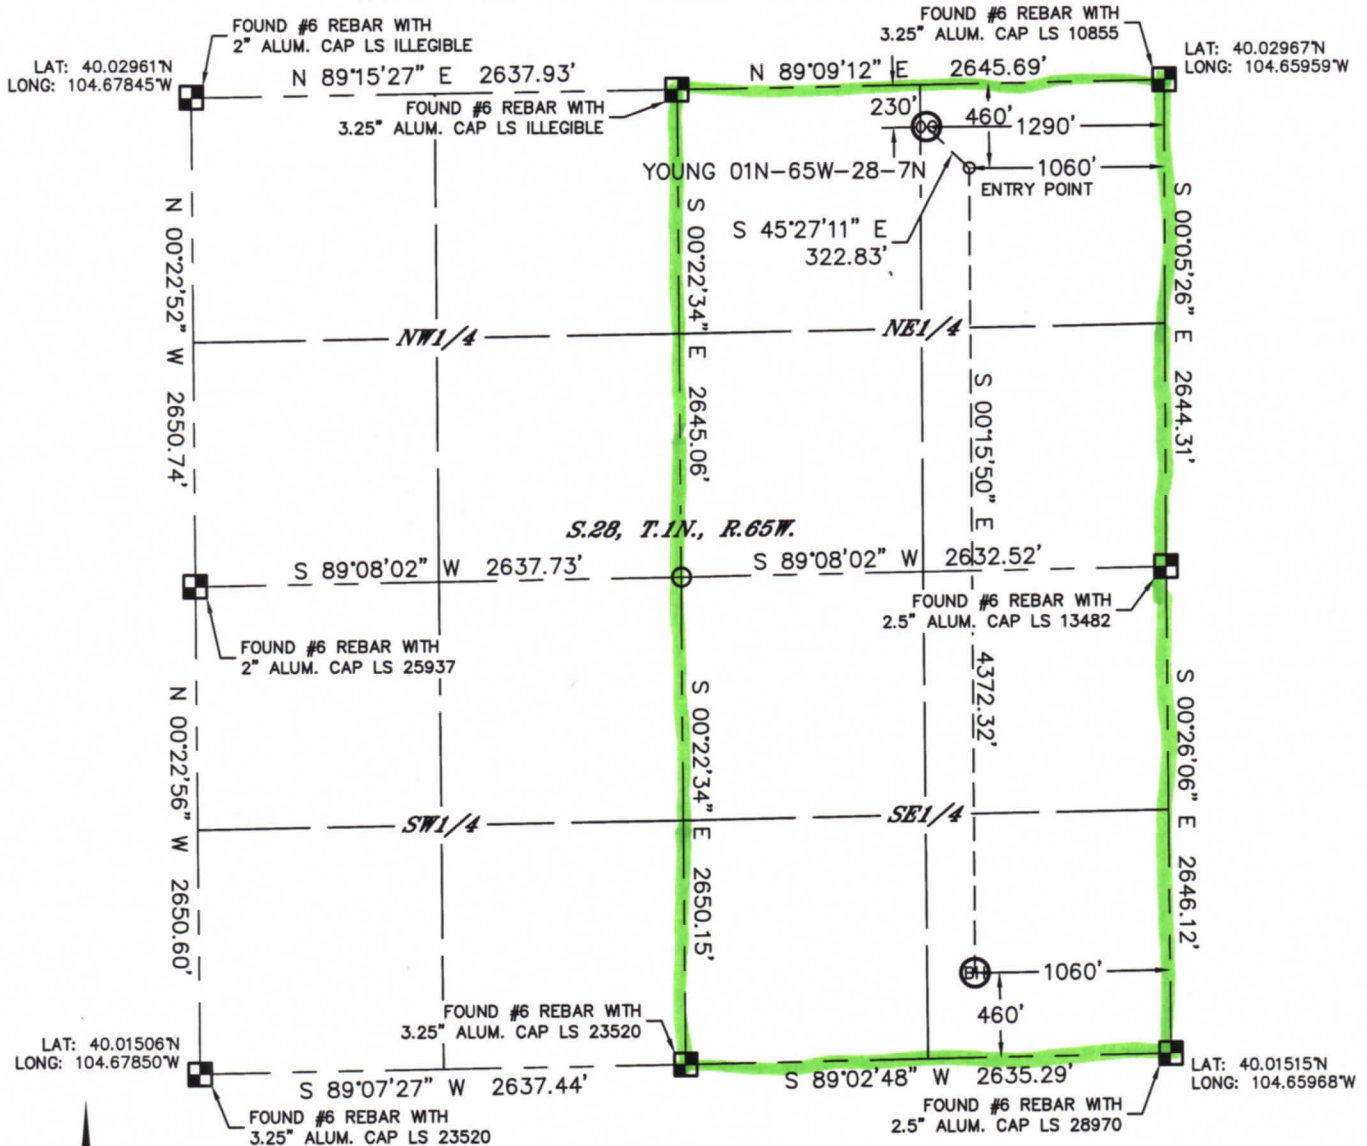 FOUND #6 REBAR WITH
2" ALUM. CAP LS ILLEGIBLE
FOUND #6 REBAR WITH
3.25" ALUM. CAP LS 10855
LAT: 40.02961°N
LONG: 104.67845°W
LAT: 40.02967°N
LONG: 104.65959°W
N 89°15'27" E 2637.93'
N 89°09'12" E 2645.69'
FOUND #6 REBAR WITH
3.25" ALUM. CAP LS ILLEGIBLE
230'
460'
1290'
YOUNG 01N-65W-28-7N
1060'
ENTRY POINT
S 45°27'11" E
322.83'
N 00°22'52" W 2650.74'
S 00°22'34" E 2645.06'
S 00°05'26" E 2644.31'
NW1/4
NE1/4
S 00°15'50" E 4372.32'
S.28, T.1N., R.65W.
S 89°08'02" W 2637.73'
S 89°08'02" W 2632.52'
FOUND #6 REBAR WITH
2.5" ALUM. CAP LS 13482
FOUND #6 REBAR WITH
2" ALUM. CAP LS 25937
N 00°22'56" W 2650.60'
S 00°22'34" E 2650.15'
S 00°26'06" E 2646.12'
SW1/4
SE1/4
BH
1060'
460'
FOUND #6 REBAR WITH
3.25" ALUM. CAP LS 23520
LAT: 40.01506°N
LONG: 104.67850°W
LAT: 40.01515°N
LONG: 104.65968°W
S 89°07'27" W 2637.44'
S 89°02'48" W 2635.29'
FOUND #6 REBAR WITH
3.25" ALUM. CAP LS 23520
FOUND #6 REBAR WITH
2.5" ALUM. CAP LS 28970